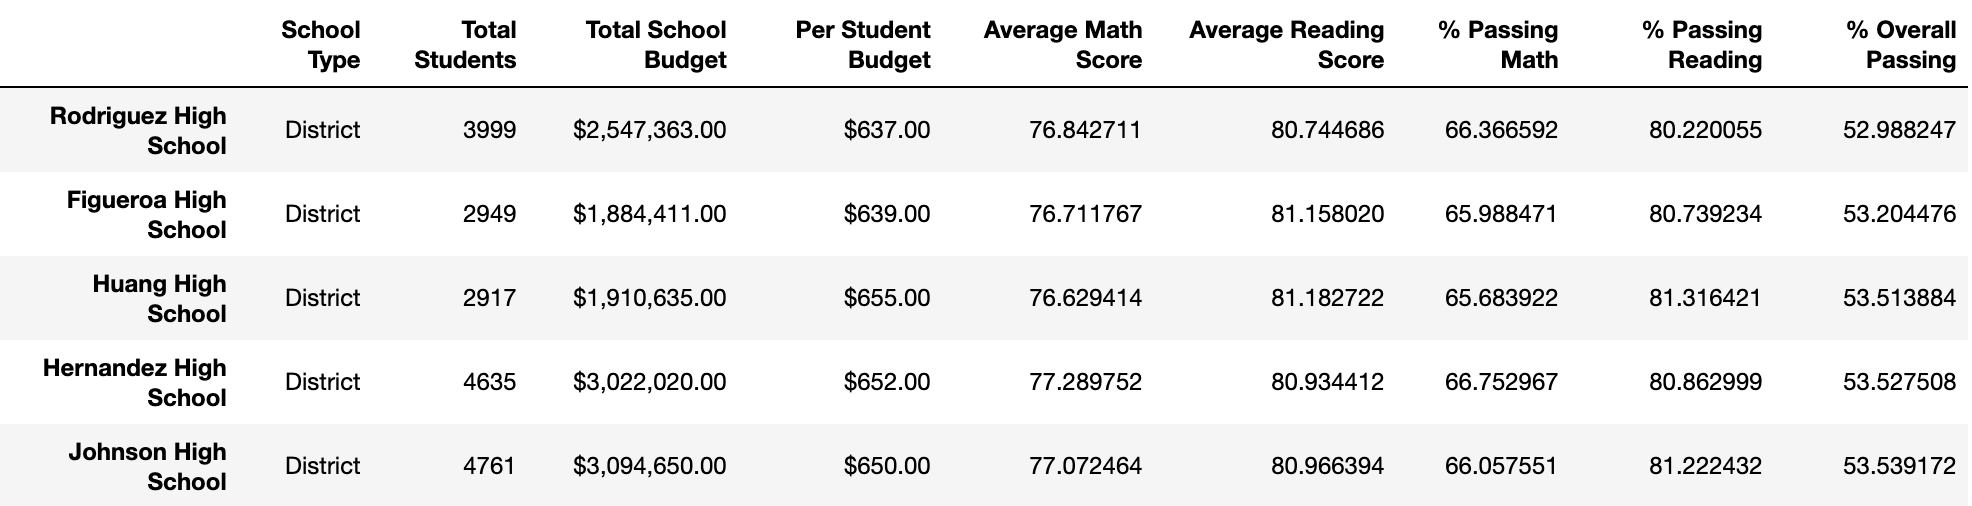 School Total Total School Per Student Average Math Average Reading % Passing % Passing % Overall
Type Students Budget Budget Score Score Math Reading Passing
Rodriguez High
School District 3999 $2,547,363.00 $637.00 76.842711 80.744686 66.366592 80.220055 52.988247
Figueroa High
School District 2949 $1,884,411.00 $639.00 76.711767 81.158020 65.988471 80.739234 53.204476
Huang High
School District 2917 $1,910,635.00 $655.00 76.629414 81.182722 65.683922 81.316421 53.513884
Hernandez High
School District 4635 $3,022,020.00 $652.00 77.289752 80.934412 66.752967 80.862999 53.527508
Johnson High
School District 4761 $3,094,650.00 $650.00 77.072464 80.966394 66.057551 81.222432 53.539172